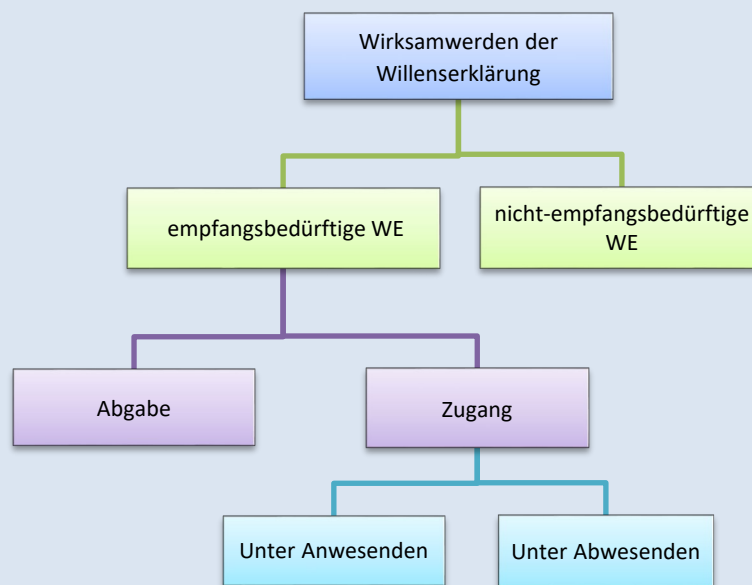 Wirksamwerden der
Willenserklärung
empfangsbedürftige WE
nicht-empfangsbedürftige
WE
Abgabe
Zugang
Unter Anwesenden
Unter Abwesenden